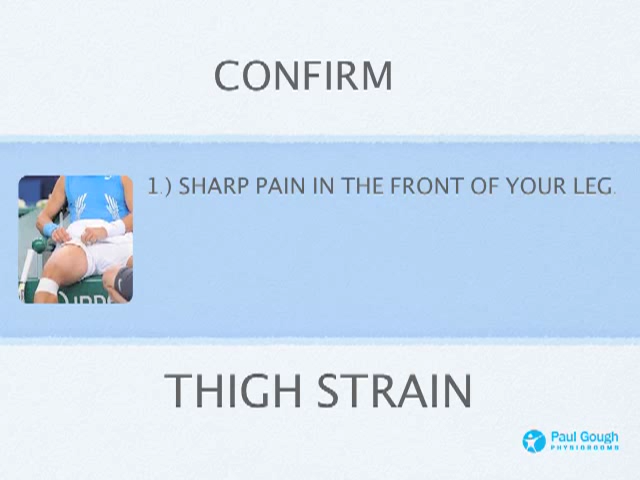 CONFIRM
1.) SHARP PAIN IN THE FRONT OF YOUR LEG.
THIGH STRAIN
Paul Gough
PHYSIOROOMS